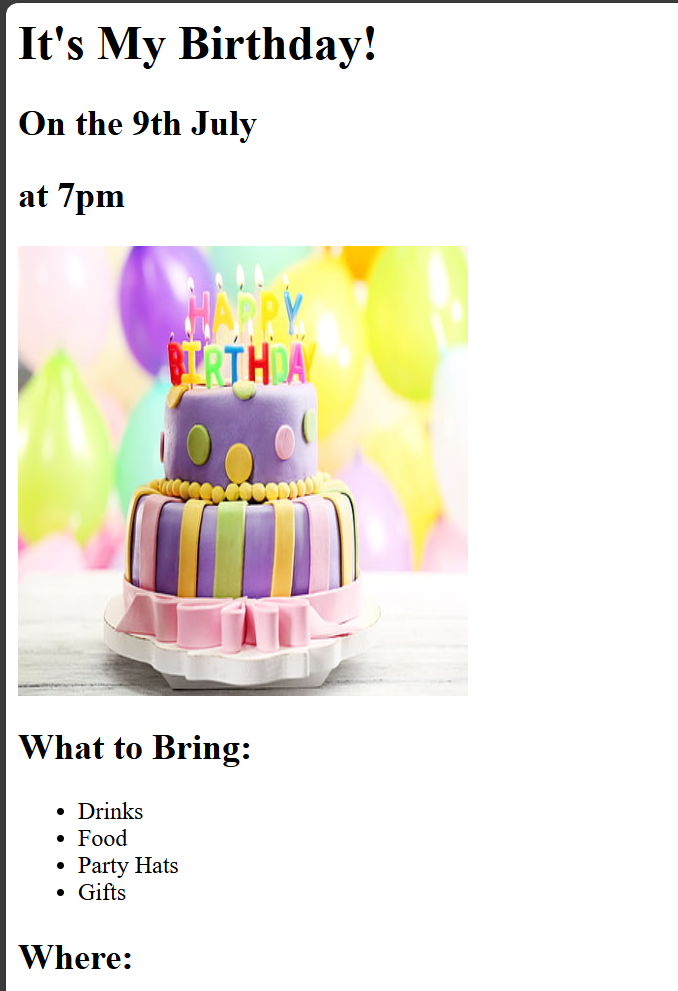 It's My Birthday!
On the 9th July
at 7pm
HAPPY
BIRTHDAY
What to Bring:
Drinks
Food
Party Hats
Gifts
Where: